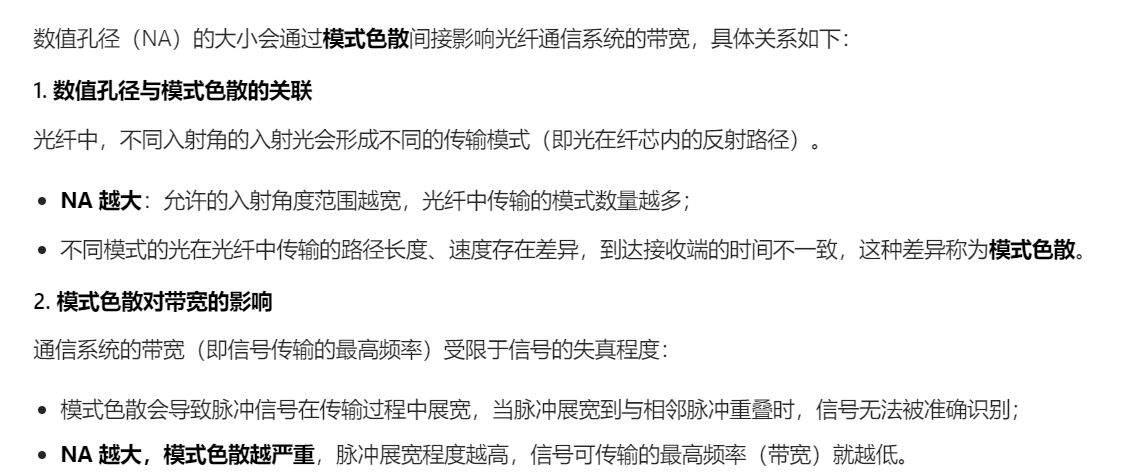 数值孔径（NA）的大小会通过模式色散间接影响光纤通信系统的带宽，具体关系如下：
1. 数值孔径与模式色散的关联
光纤中，不同入射角的入射光会形成不同的传输模式（即光在纤芯内的反射路径）。
• NA 越大：允许的入射角度范围越宽，光纤中传输的模式数量越多；
• 不同模式的光在光纤中传输的路径长度、速度存在差异，到达接收端的时间不一致，这种差异称为模式色散。
2. 模式色散对带宽的影响
通信系统的带宽（即信号传输的最高频率）受限于信号的失真程度：
• 模式色散会导致脉冲信号在传输过程中展宽，当脉冲展宽到与相邻脉冲重叠时，信号无法被准确识别；
• NA 越大，模式色散越严重，脉冲展宽程度越高，信号可传输的最高频率（带宽）就越低。